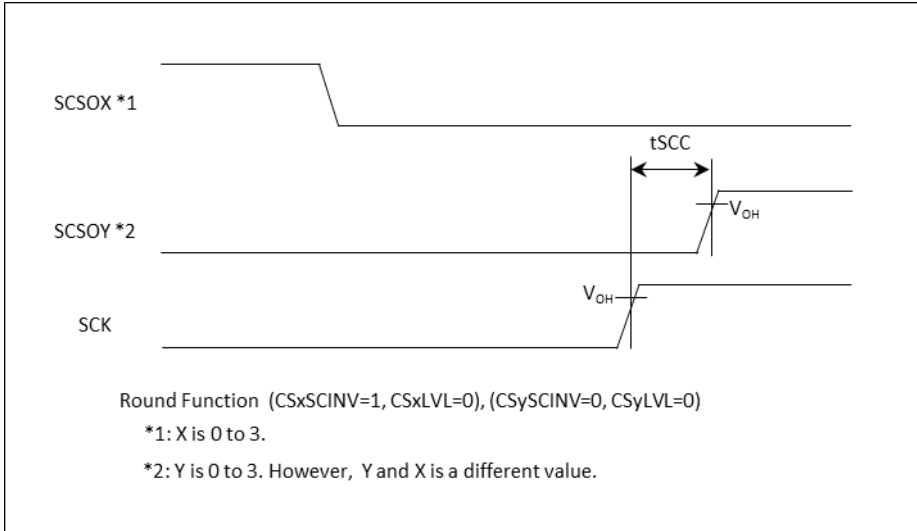 SCSOX *1
tSCC
VOH
SCSOY *2
VOH
SCK
Round Function (CSxSCINV=1, CSxLVL=0), (CSySCINV=0, CSyLVL=0)
*1: X is 0 to 3.
*2: Y is 0 to 3. However, Y and X is a different value.